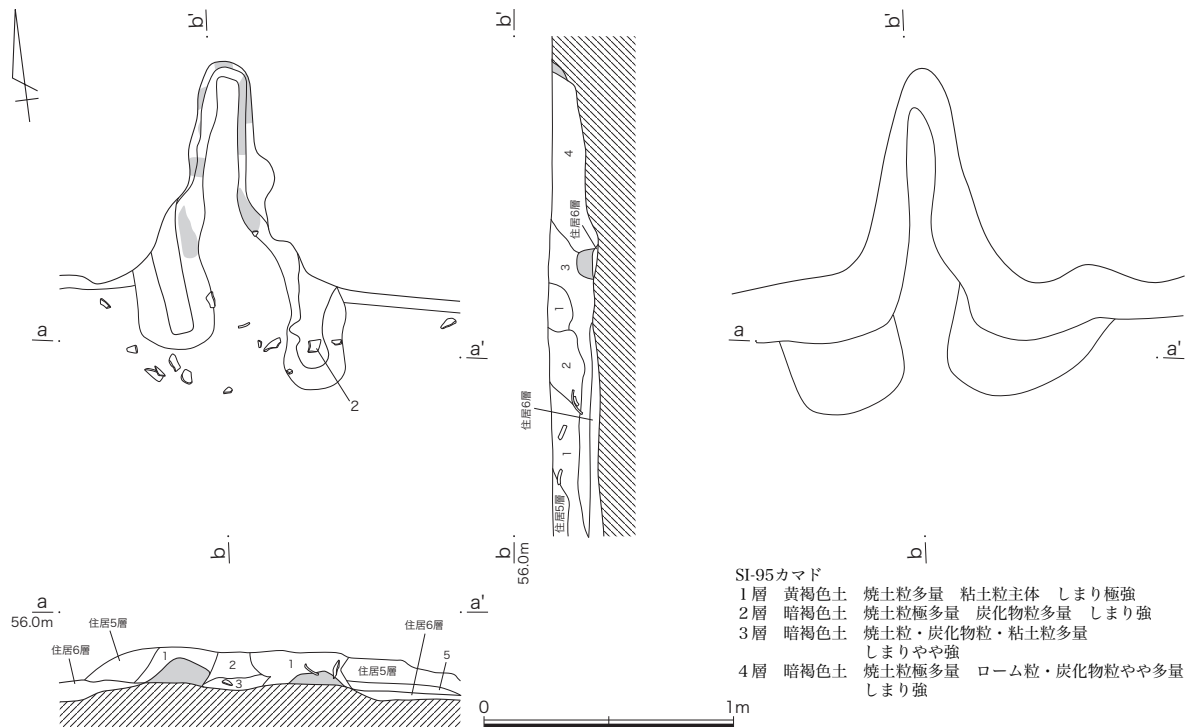 b'
b'
b'
4
住居6層
3
1
2
住居6層
1
住居5層
a
a'
2
a
a'
b
b
56.0m
b
a
56.0m
a'
住居5層
住居6層
住居6層
1
2
3
1
住居5層
5
0
1m
SI-95カマド
1層 黄褐色土 焼土粒多量 粘土粒主体 しまり極強
2層 暗褐色土 焼土粒極多量 炭化物粒多量 しまり強
3層 暗褐色土 焼土粒・炭化物粒・粘土粒多量
しまりやや強
4層 暗褐色土 焼土粒極多量 ローム粒・炭化物粒やや多量
しまり強